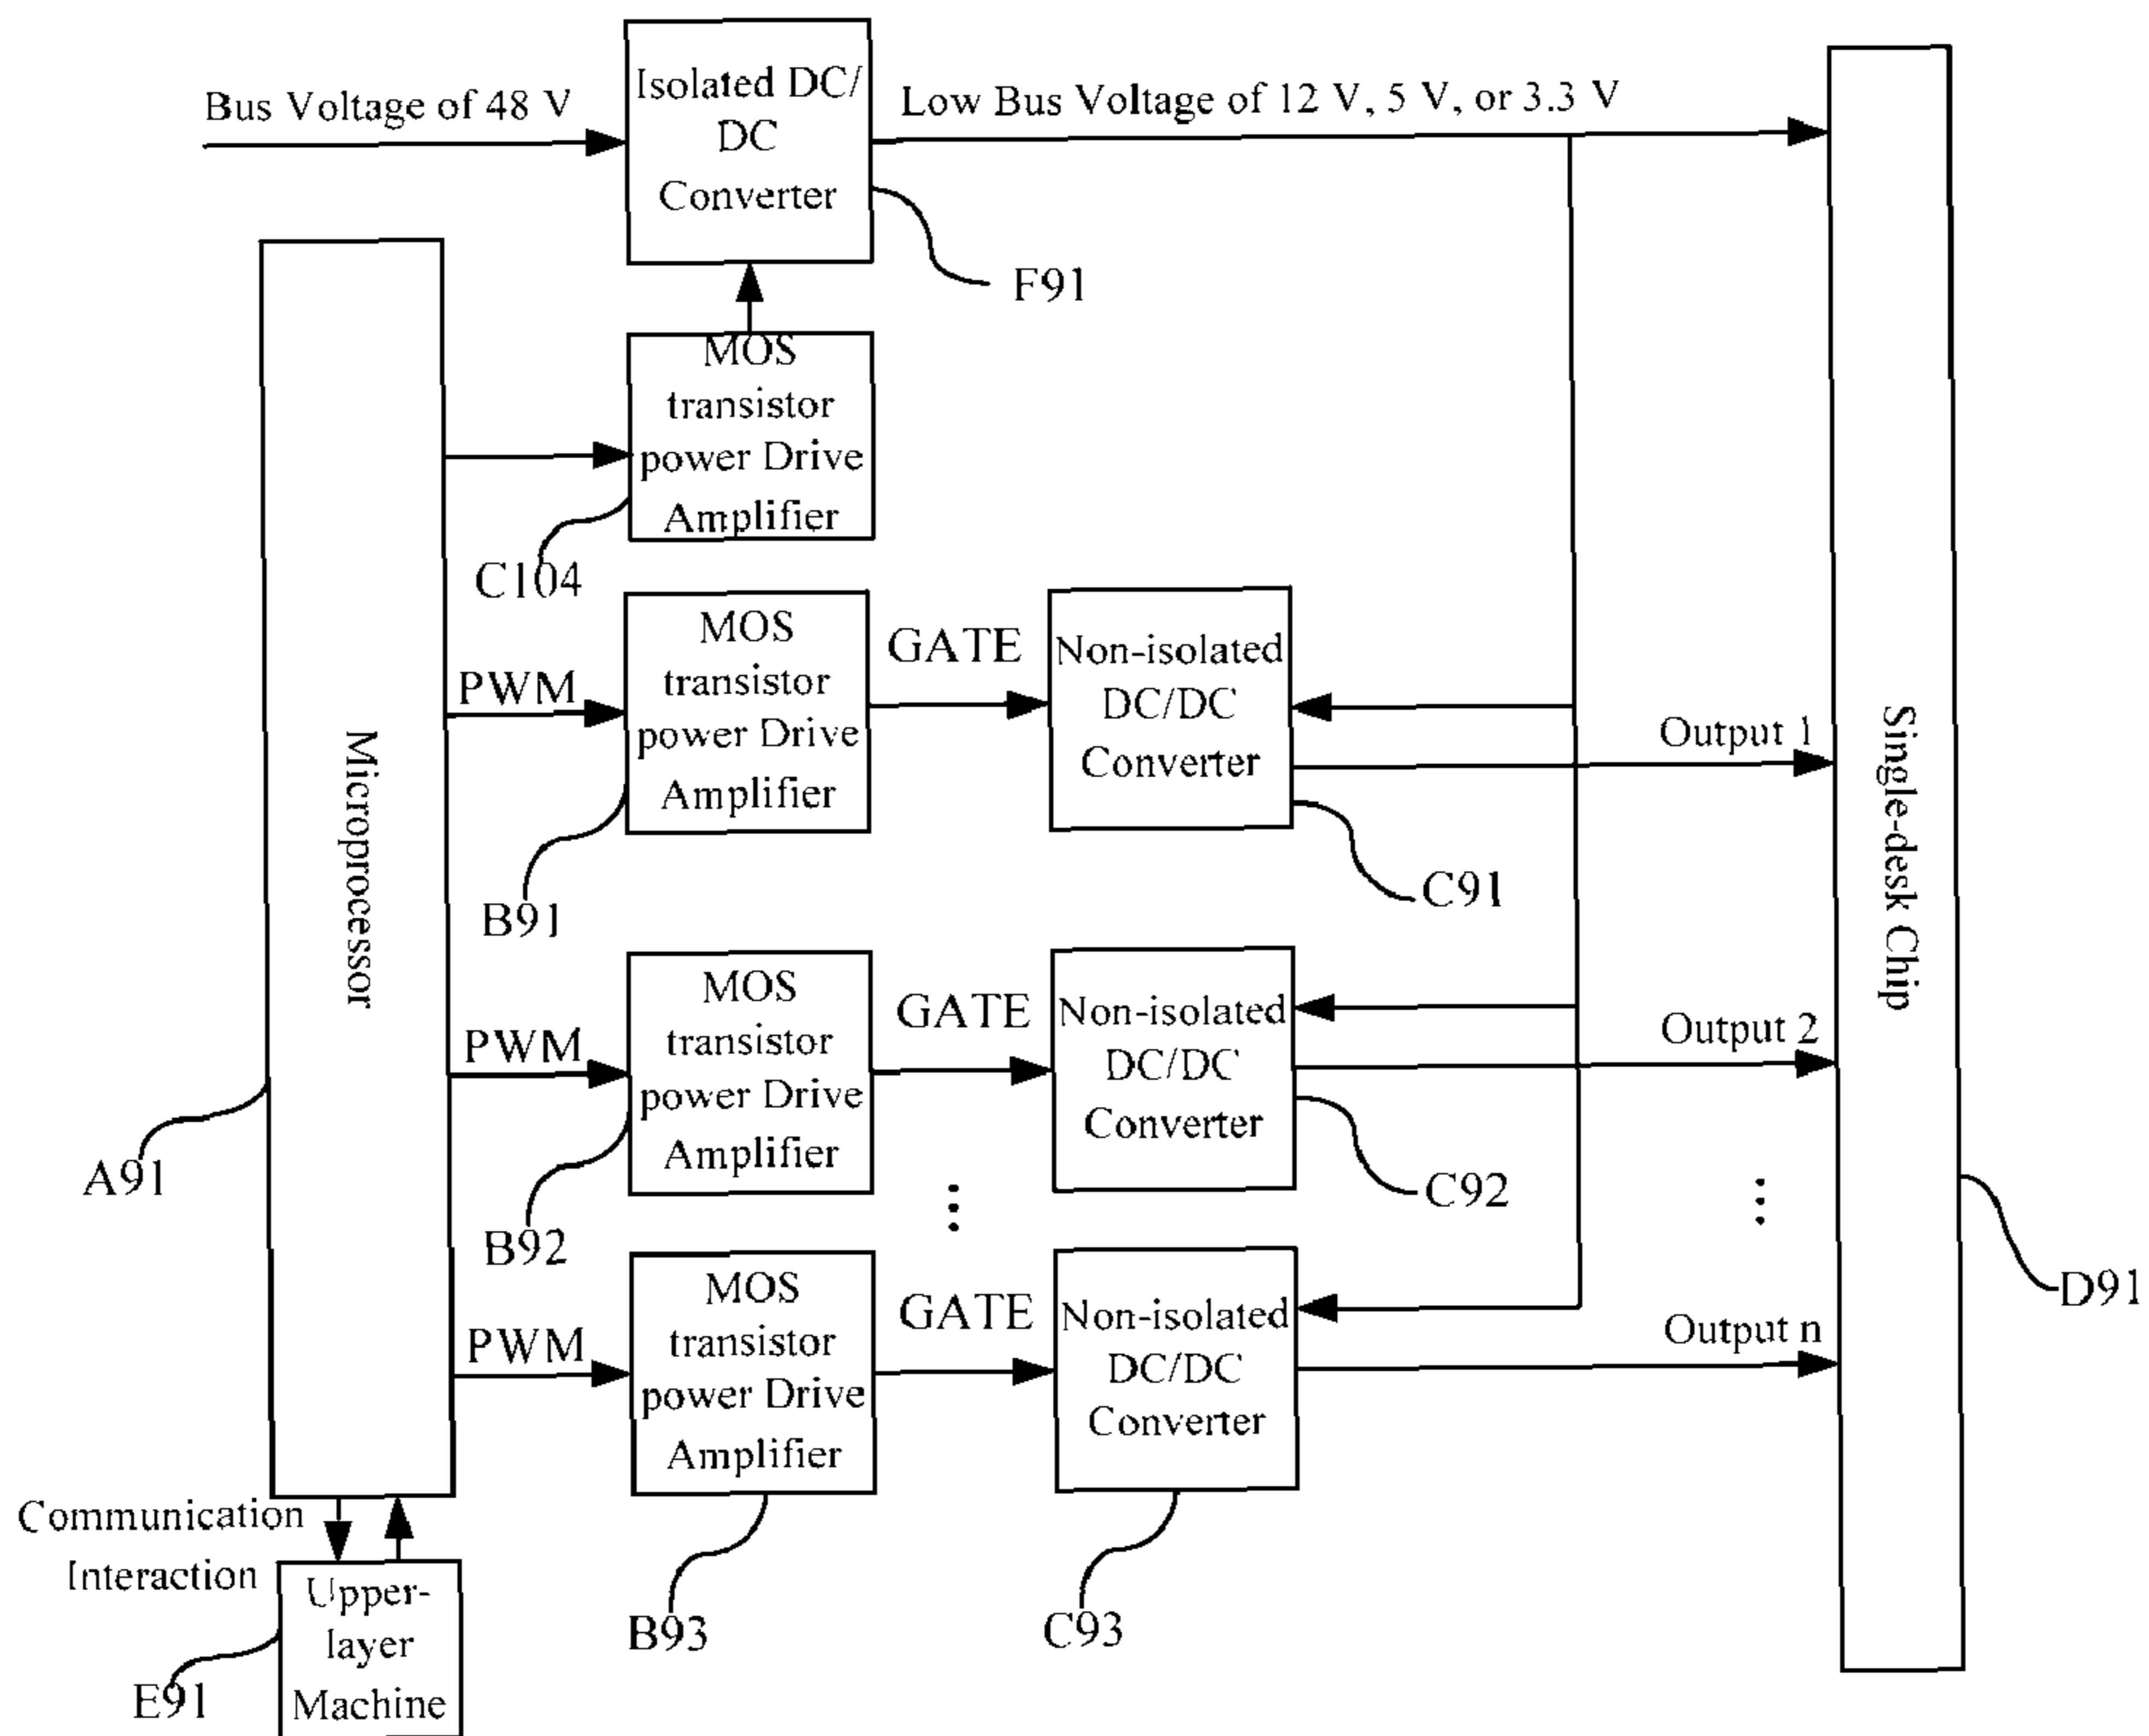 Bus Voltage of 48 V
Isolated DC/
DC
Converter
Low Bus Voltage of 12 V, 5 V, or 3.3 V
F91
MOS
transistor
power Drive
Amplifier
C104
Microprocessor
A91
PWM
MOS
transistor
power Drive
Amplifier
B91
GATE
Non-isolated
DC/DC
Converter
C91
Output 1
PWM
MOS
transistor
power Drive
Amplifier
B92
GATE
Non-isolated
DC/DC
Converter
C92
Output 2
PWM
MOS
transistor
power Drive
Amplifier
B93
GATE
Non-isolated
DC/DC
Converter
C93
Output n
Single-desk Chip
D91
Communication
Interaction
Upper-
layer
Machine
E91